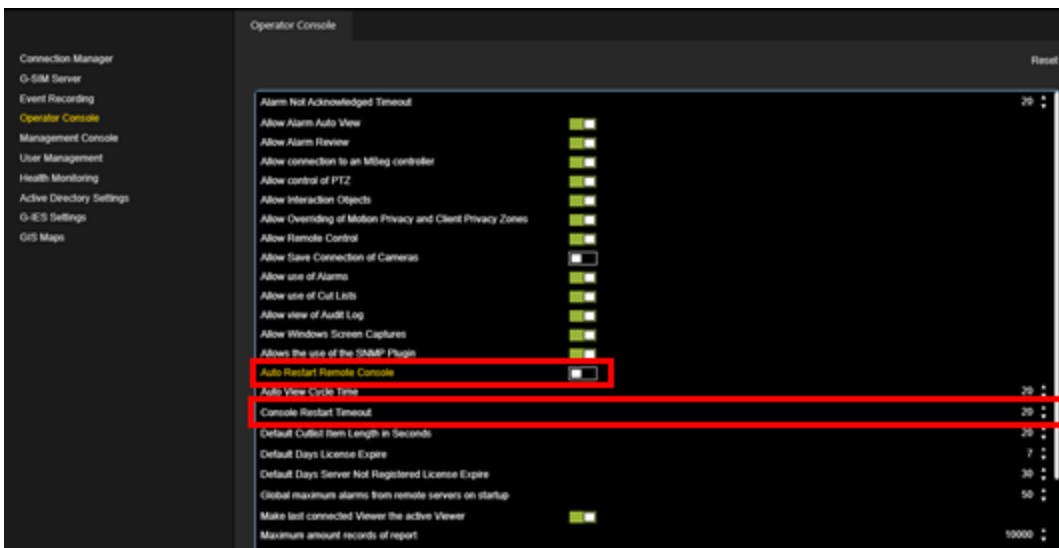 Operator Console
Reset
Connection Manager
G-SIM Server
Event Recording
Operator Console
Management Console
User Management
Health Monitoring
Active Directory Settings
G-IES Settings
GIS Maps
Alarm Not Acknowledged Timeout 20
Allow Alarm Auto View
Allow Alarm Review
Allow connection to an MBeg controller
Allow control of PTZ
Allow Interaction Objects
Allow Overriding of Motion Privacy and Client Privacy Zones
Allow Remote Control
Allow Save Connection of Cameras
Allow use of Alarms
Allow use of Cut Lists
Allow view of Audit Log
Allow Windows Screen Captures
Allows the use of the SNMP Plugin
Auto Restart Remote Console
Auto View Cycle Time 20
Console Restart Timeout 20
Default Cutlist Item Length in Seconds 20
Default Days License Expire 7
Default Days Server Not Registered License Expire 30
Global maximum alarms from remote servers on startup 50
Make last connected Viewer the active Viewer
Maximum amount records of report 10000